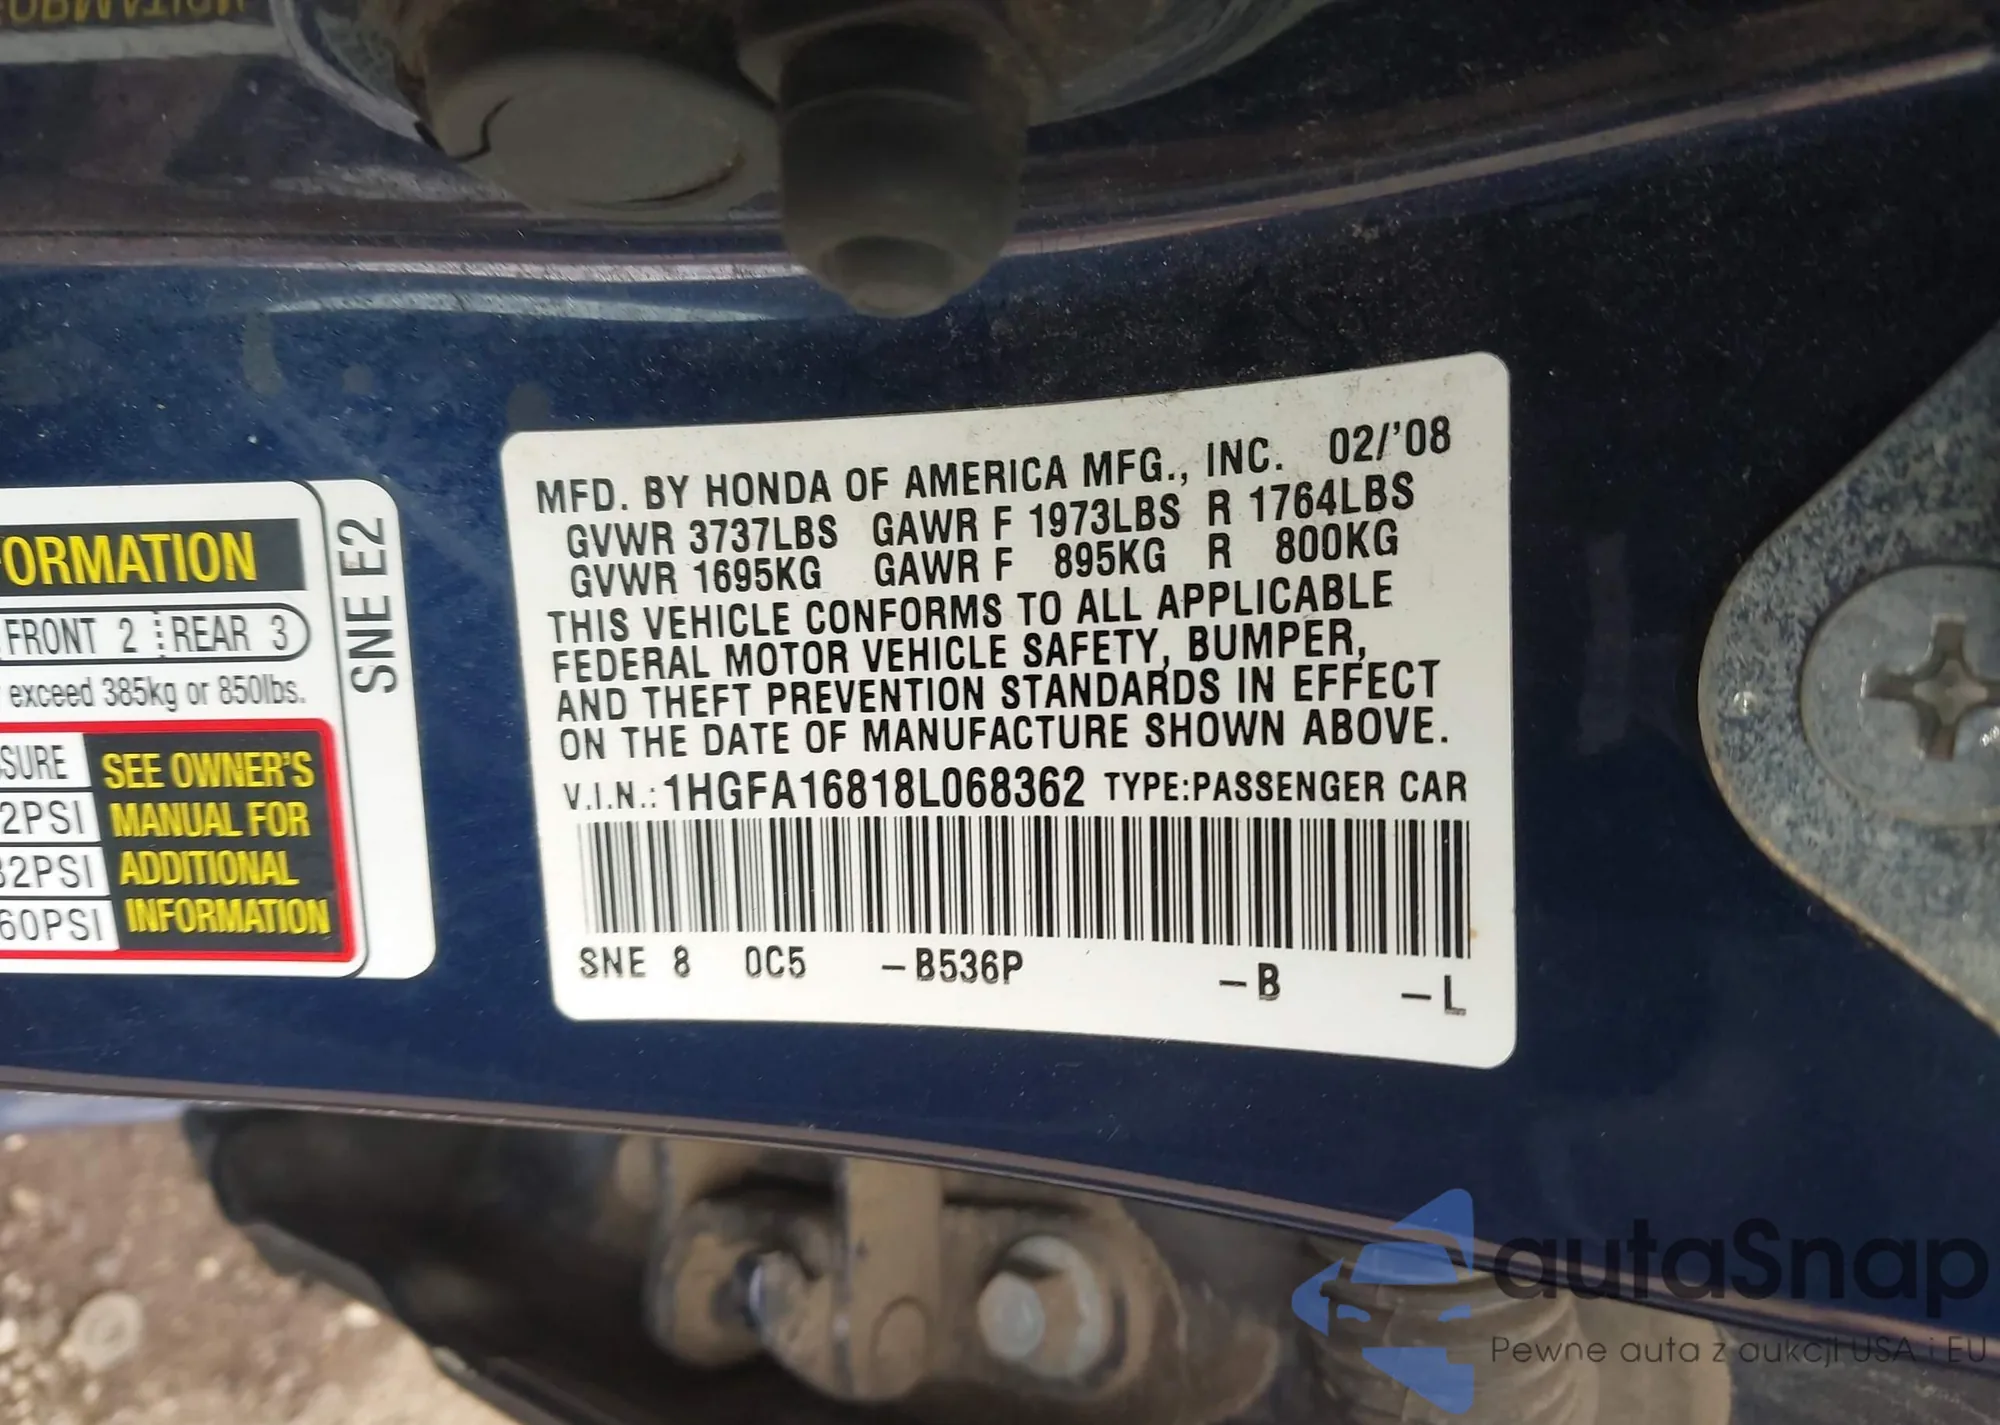 ORMATION
FRONT 2 REAR 3
exceed 385kg or 850lbs.
SURE
2PSI
32PSI
60PSI
SEE OWNER'S
MANUAL FOR
ADDITIONAL
INFORMATION
SNE E2
MFD. BY HONDA OF AMERICA MFG., INC. 02/'08
GVWR 3737LBS GAWR F 1973LBS R 1764LBS
GVWR 1695KG GAWR F 895KG R 800KG
THIS VEHICLE CONFORMS TO ALL APPLICABLE
FEDERAL MOTOR VEHICLE SAFETY, BUMPER,
AND THEFT PREVENTION STANDARDS IN EFFECT
ON THE DATE OF MANUFACTURE SHOWN ABOVE.
V.I.N.: 1HGFA16818L068362 TYPE:PASSENGER CAR
SNE 8 0C5 -B536P -B -L
autaSnap
Pewne auta z aukcji USA i EU